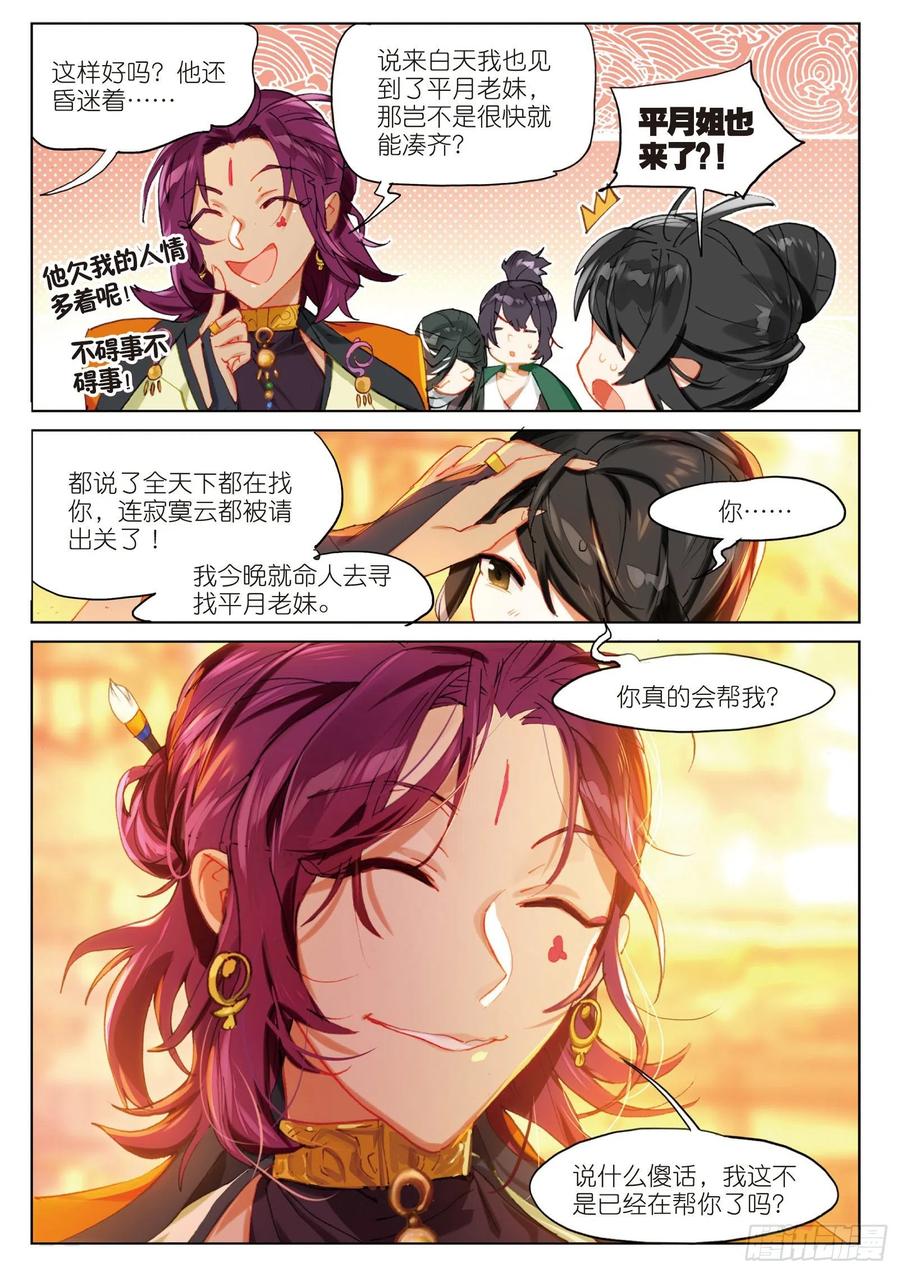 这样好吗？他还
昏迷着……
说来白天我也见
到了平月老妹，
那岂不是很快就
能凑齐？
平月姐也
来了?！
他欠我的人情
多着呢！
不碍事不
碍事！
都说了全天下都在找
你，连寂寞云都被请
出关了！
我今晚就命人去寻
找平月老妹。
你……
你真的会帮我？
说什么傻话，我这不
是已经在帮你了吗？
腾讯动漫